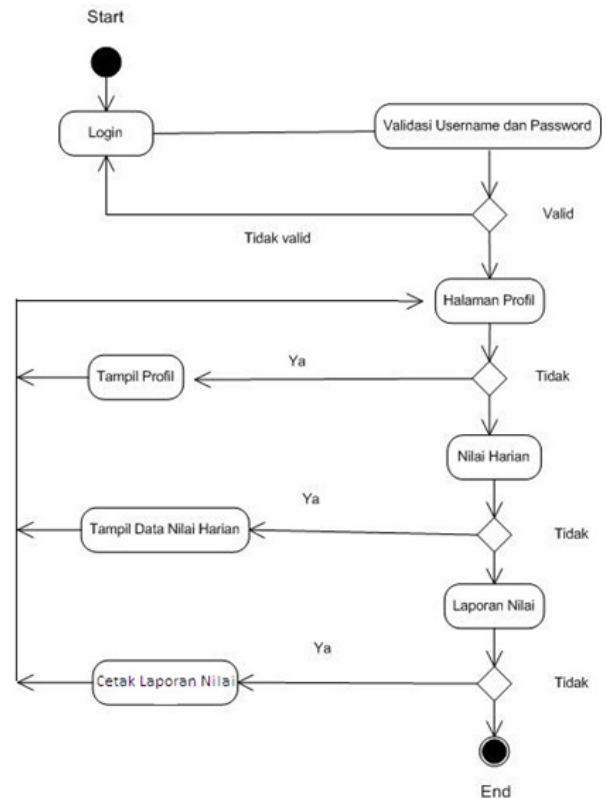 Start
Login
Validasi Username dan Password
Tidak valid
Valid
Halaman Profil
Tampil Profil
Ya
Tidak
Nilai Harian
Ya
Tampil Data Nilai Harian
Tidak
Laporan Nilai
Ya
Cetak Laporan Nilai
Tidak
End